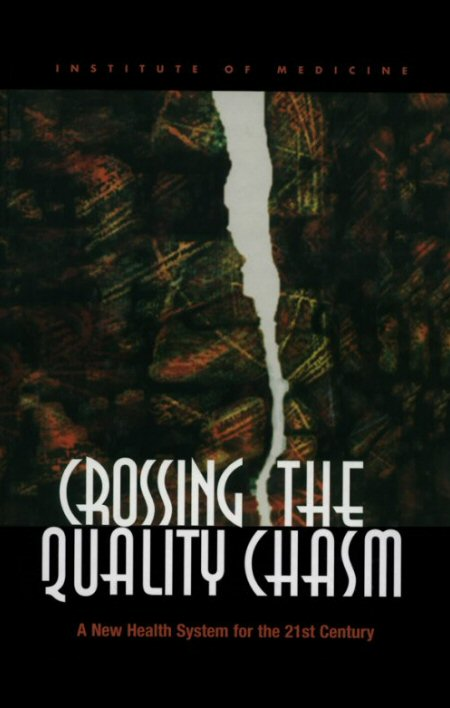 INSTITUTE OF MEDICINE
CROSSING THE
QUALITY CHASM
A New Health System for the 21st Century